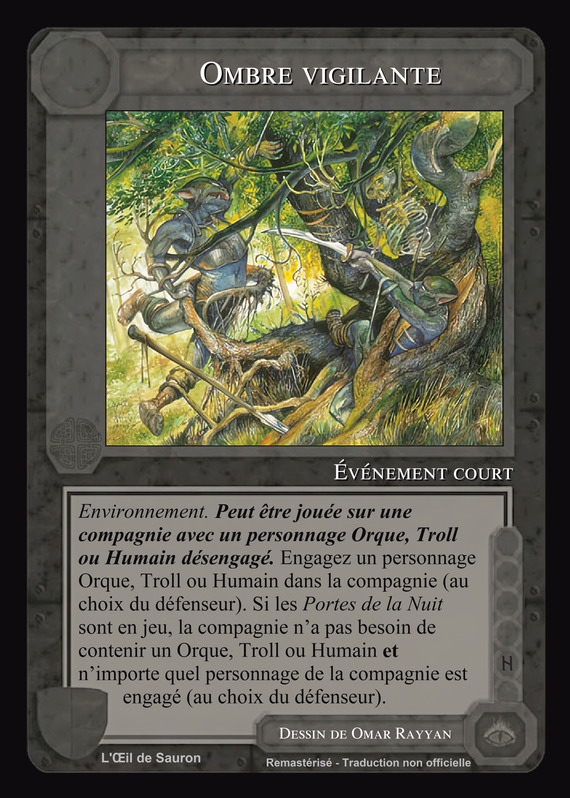 Ombre vigilante
Événement court
Environnement. Peut être jouée sur une
compagnie avec un personnage Orque, Troll
ou Humain désengagé. Engagez un personnage
Orque, Troll ou Humain dans la compagnie (au
choix du défenseur). Si les Portes de la Nuit
sont en jeu, la compagnie n’a pas besoin de
contenir un Orque, Troll ou Humain et
n’importe quel personnage de la compagnie est
engagé (au choix du défenseur).
Dessin de Omar Rayyan
L'Œil de Sauron
Remastérisé - Traduction non officielle